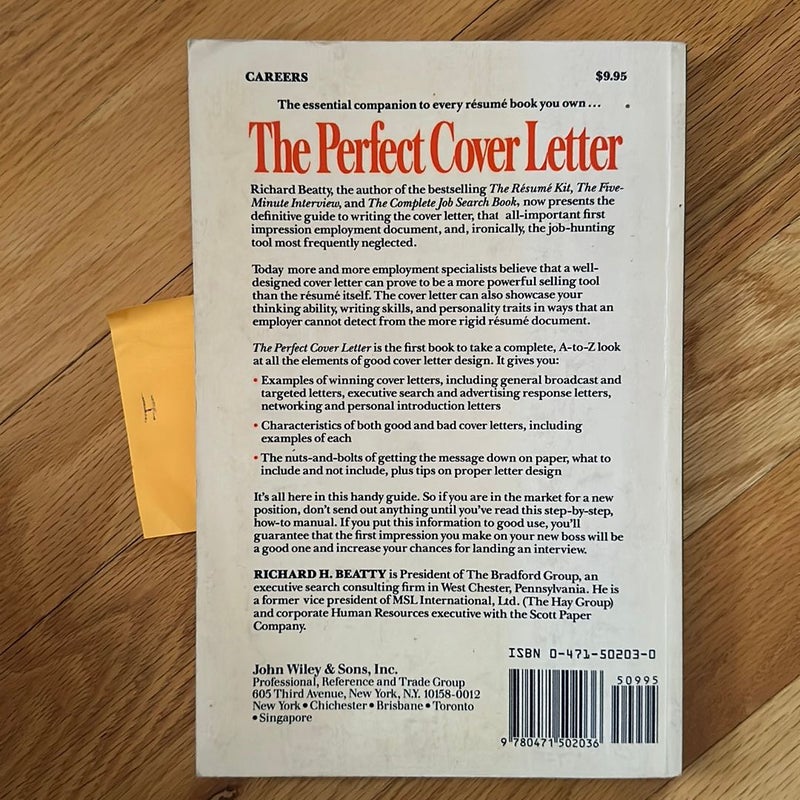 CAREERS $9.95
The essential companion to every résumé book you own...
The Perfect Cover Letter
Richard Beatty, the author of the bestselling The Résumé Kit, The Five-
Minute Interview, and The Complete Job Search Book, now presents the
definitive guide to writing the cover letter, that all-important first
impression employment document, and, ironically, the job-hunting
tool most frequently neglected.
Today more and more employment specialists believe that a well-
designed cover letter can prove to be a more powerful selling tool
than the résumé itself. The cover letter can also showcase your
thinking ability, writing skills, and personality traits in ways that an
employer cannot detect from the more rigid résumé document.
The Perfect Cover Letter is the first book to take a complete, A-to-Z look
at all the elements of good cover letter design. It gives you:
• Examples of winning cover letters, including general broadcast and
targeted letters, executive search and advertising response letters,
networking and personal introduction letters
• Characteristics of both good and bad cover letters, including
examples of each
• The nuts-and-bolts of getting the message down on paper, what to
include and not include, plus tips on proper letter design
It's all here in this handy guide. So if you are in the market for a new
position, don't send out anything until you've read this step-by-step,
how-to manual. If you put this information to good use, you'll
guarantee that the first impression you make on your new boss will be
a good one and increase your chances for landing an interview.
RICHARD H. BEATTY is President of The Bradford Group, an
executive search consulting firm in West Chester, Pennsylvania. He is
a former vice president of MSL International, Ltd. (The Hay Group)
and corporate Human Resources executive with the Scott Paper
Company.
John Wiley & Sons, Inc.
Professional, Reference and Trade Group
605 Third Avenue, New York, N.Y. 10158-0012
New York • Chichester • Brisbane • Toronto
• Singapore
ISBN 0-471-50203-0
50995
9 780471 502036
H